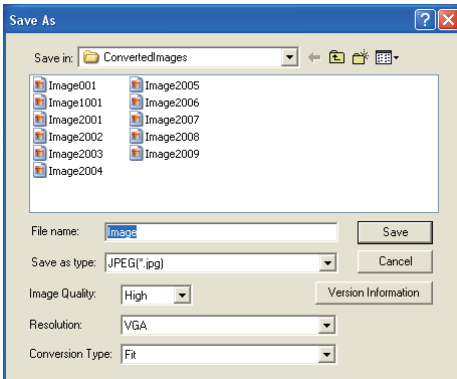 Save As
Save in: ConvertedImages
Image001 Image2005
Image1001 Image2006
Image2001 Image2007
Image2002 Image2008
Image2003 Image2009
Image2004
File name: Image Save
Save as type: JPEG(*.jpg) Cancel
Image Quality: High Version Information
Resolution: VGA
Conversion Type: Fit